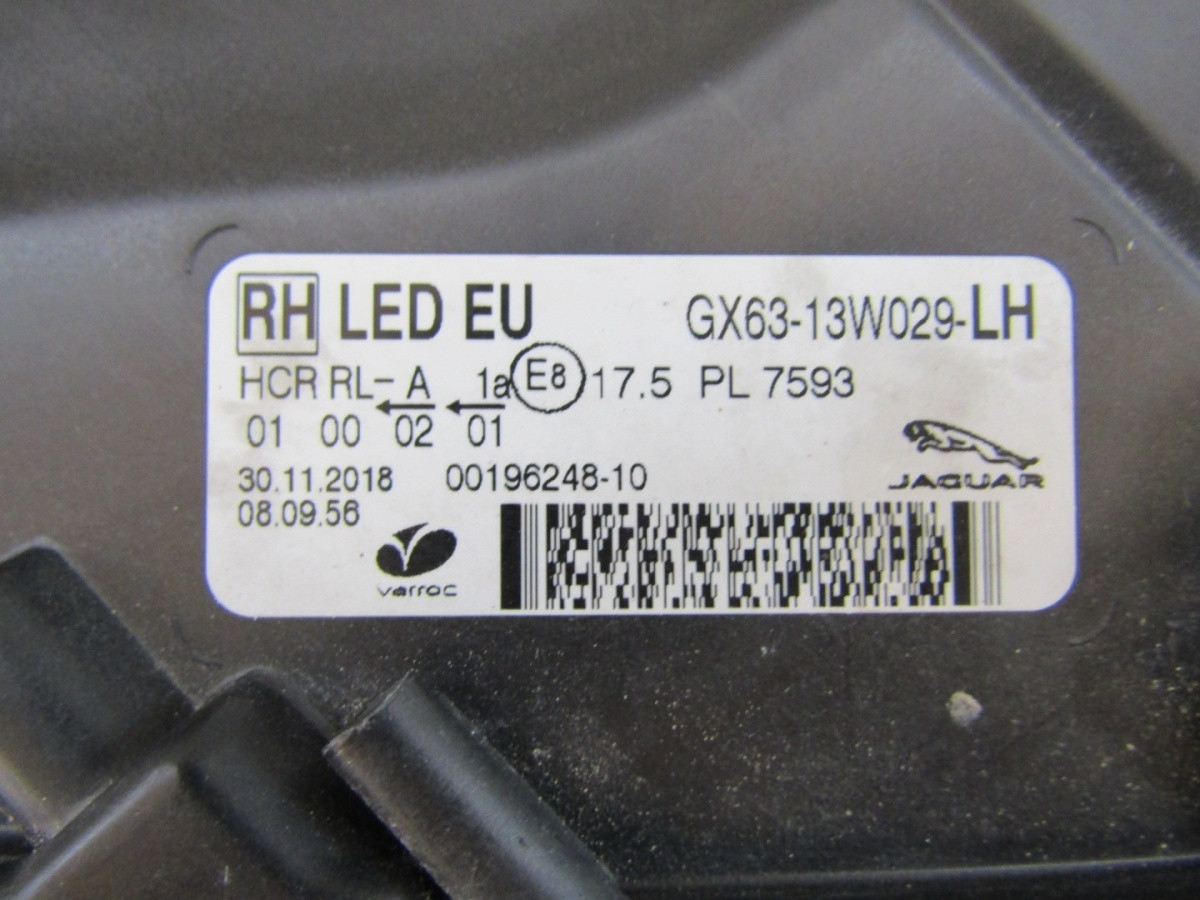 RH LED EU GX63-13W029-LH
HCR RL- A 1a E8 17.5 PL 7593
01 00 02 01
30.11.2018 00196248-10
08.09.56
JAGUAR
varroc